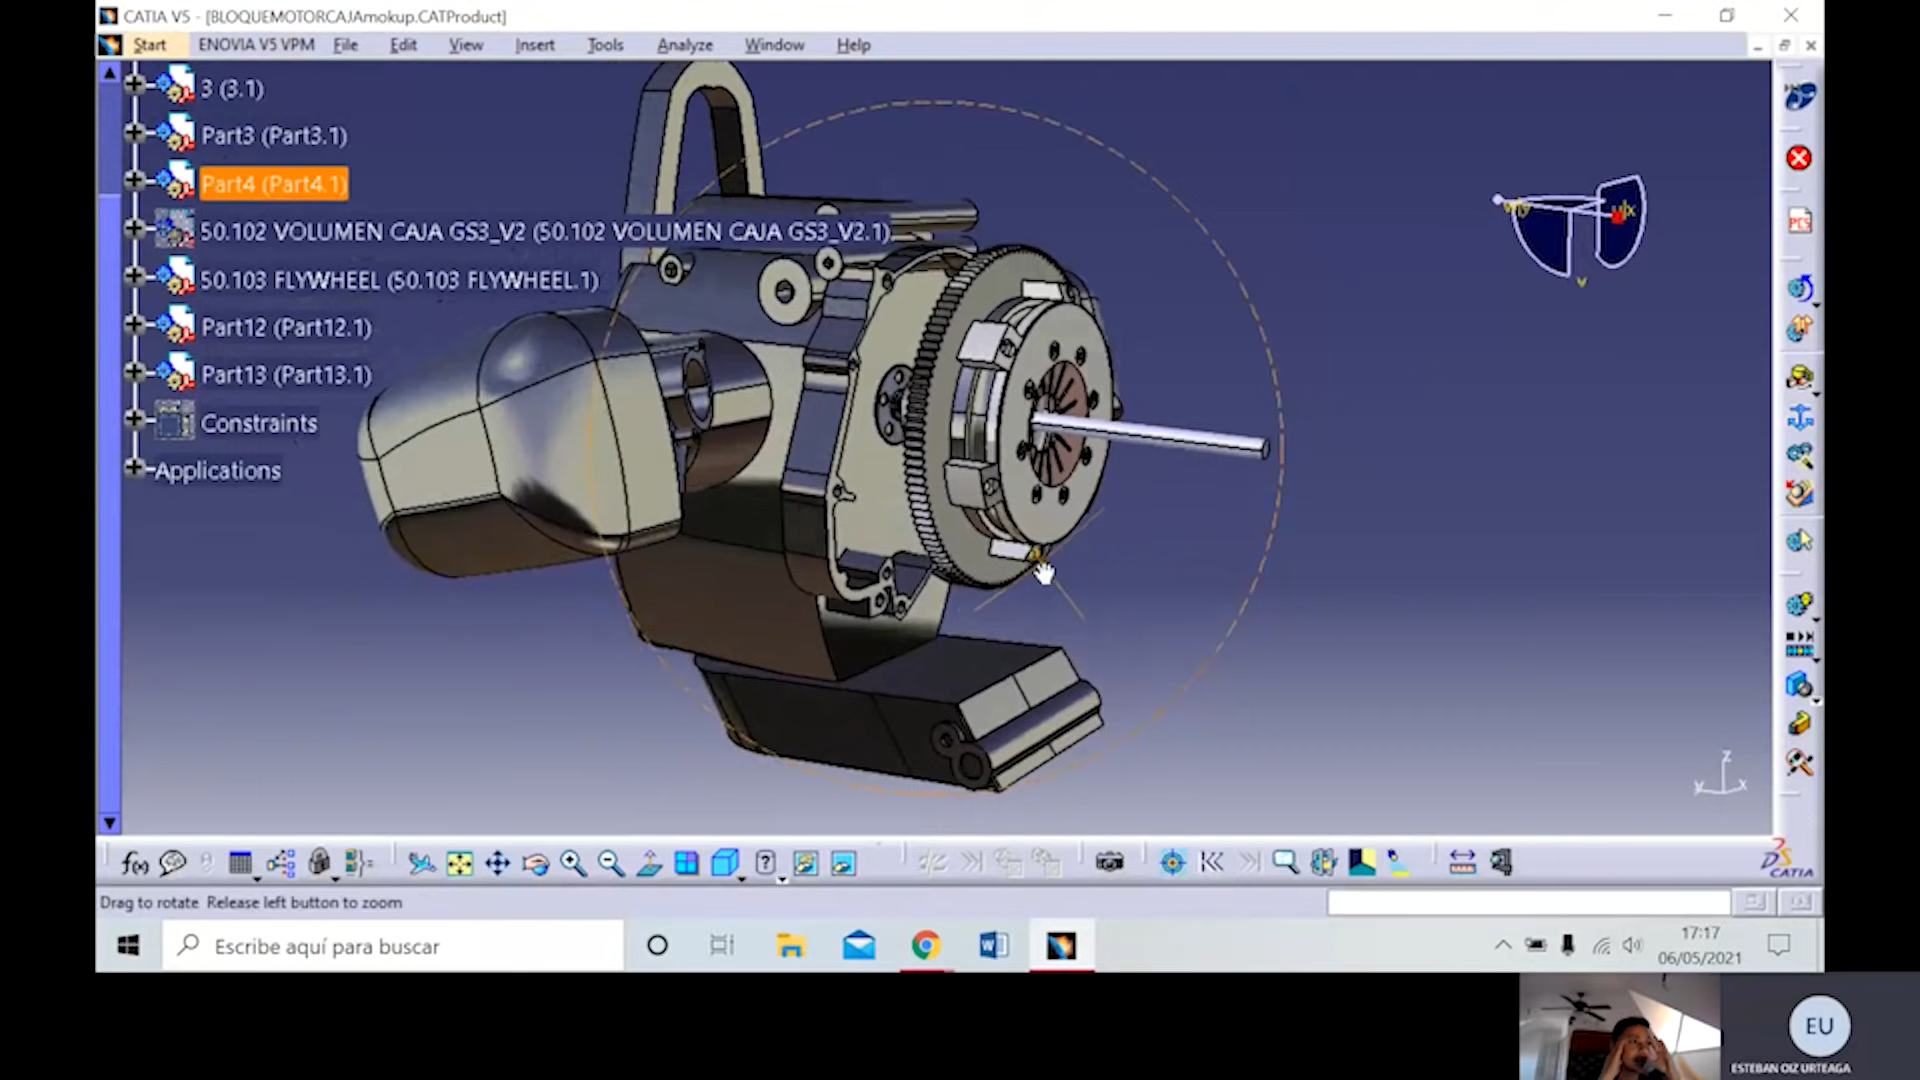 CATIA V5 - [BLOQUEMOTORCAJAmokup.CATProduct]
Start ENOVIA V5 VPM File Edit View Insert Tools Analyze Window Help
3 (3.1)
Part3 (Part3.1)
Part4 (Part4.1)
50.102 VOLUMEN CAJA GS3_V2 (50.102 VOLUMEN CAJA GS3_V2.1)
50.103 FLYWHEEL (50.103 FLYWHEEL.1)
Part12 (Part12.1)
Part13 (Part13.1)
Constraints
Applications
PCS
z
y x
f(x)
CATIA
Drag to rotate Release left button to zoom
Escribe aquí para buscar
17:17
06/05/2021
EU
ESTEBAN OIZ URTEAGA